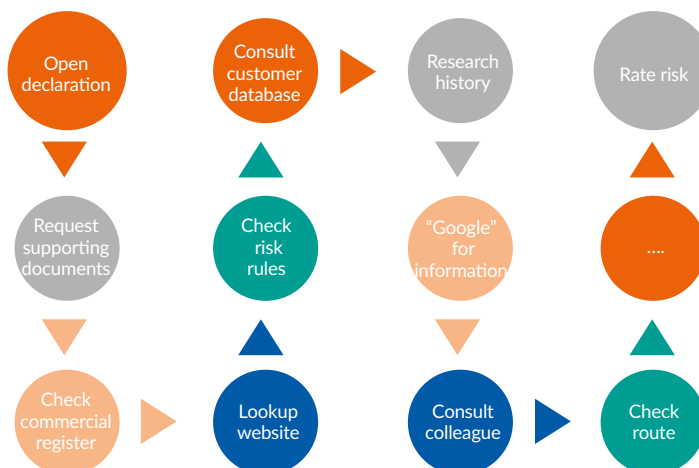 Open
declaration
Request
supporting
documents
Check
commercial
register
Lookup
website
Check
risk
rules
Consult
customer
database
Research
history
“Google”
for
information
Consult
colleague
Check
route
....
Rate risk